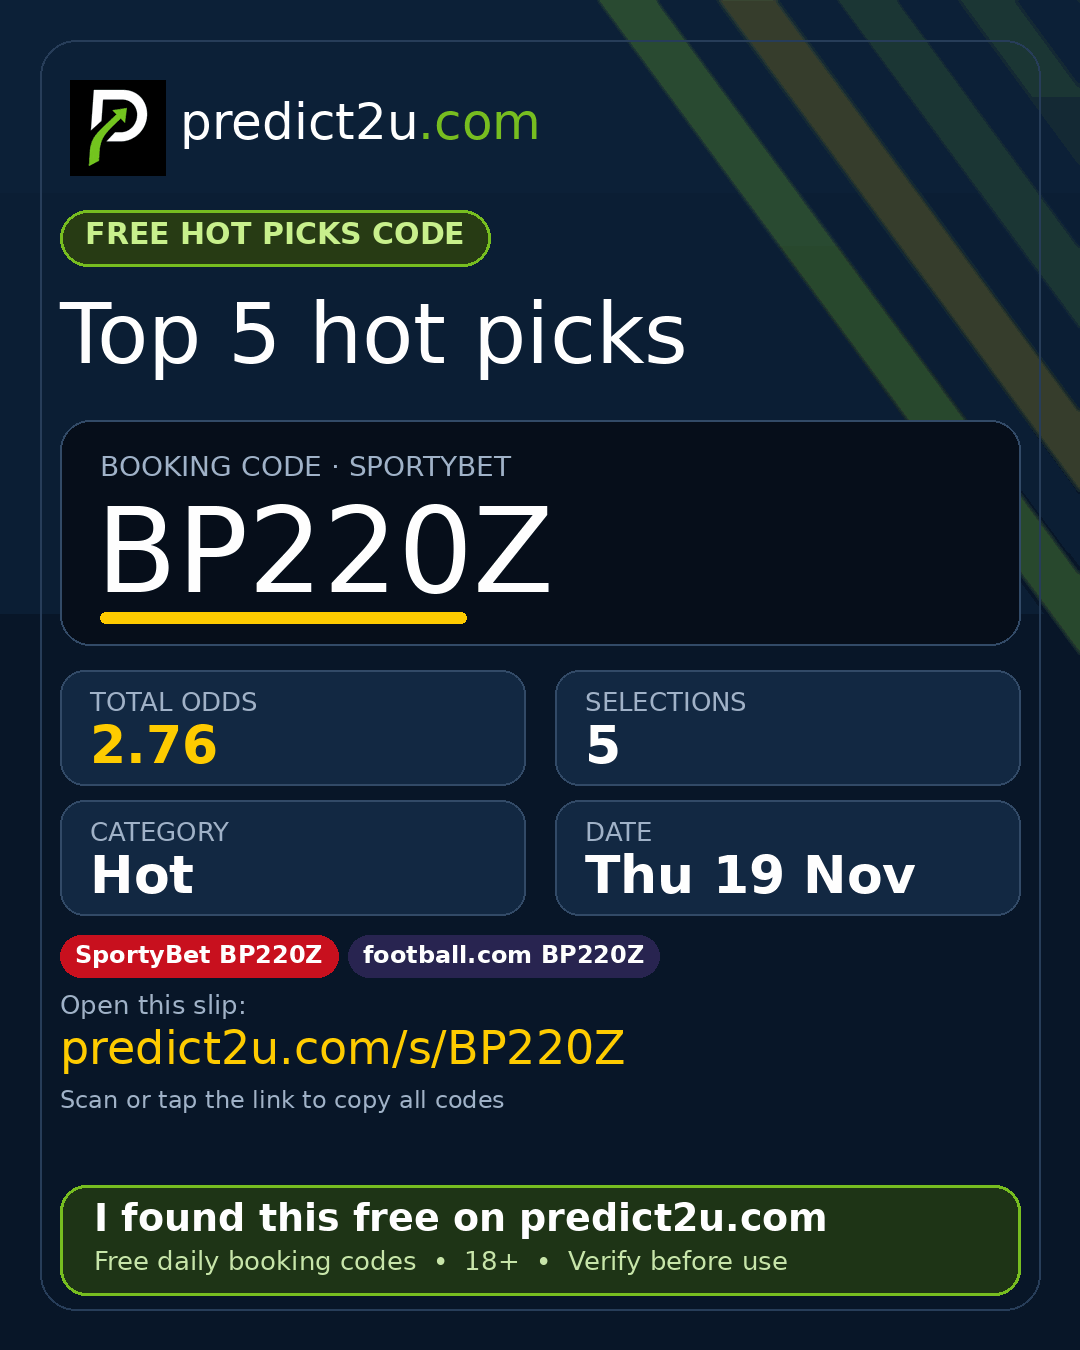 predict2u.com
FREE HOT PICKS CODE
Top 5 hot picks
BOOKING CODE · SPORTYBET
BP220Z
TOTAL ODDS
2.76
SELECTIONS
5
CATEGORY
Hot
DATE
Thu 19 Nov
SportyBet BP220Z
football.com BP220Z
Open this slip:
predict2u.com/s/BP220Z
Scan or tap the link to copy all codes
I found this free on predict2u.com
Free daily booking codes • 18+ • Verify before use